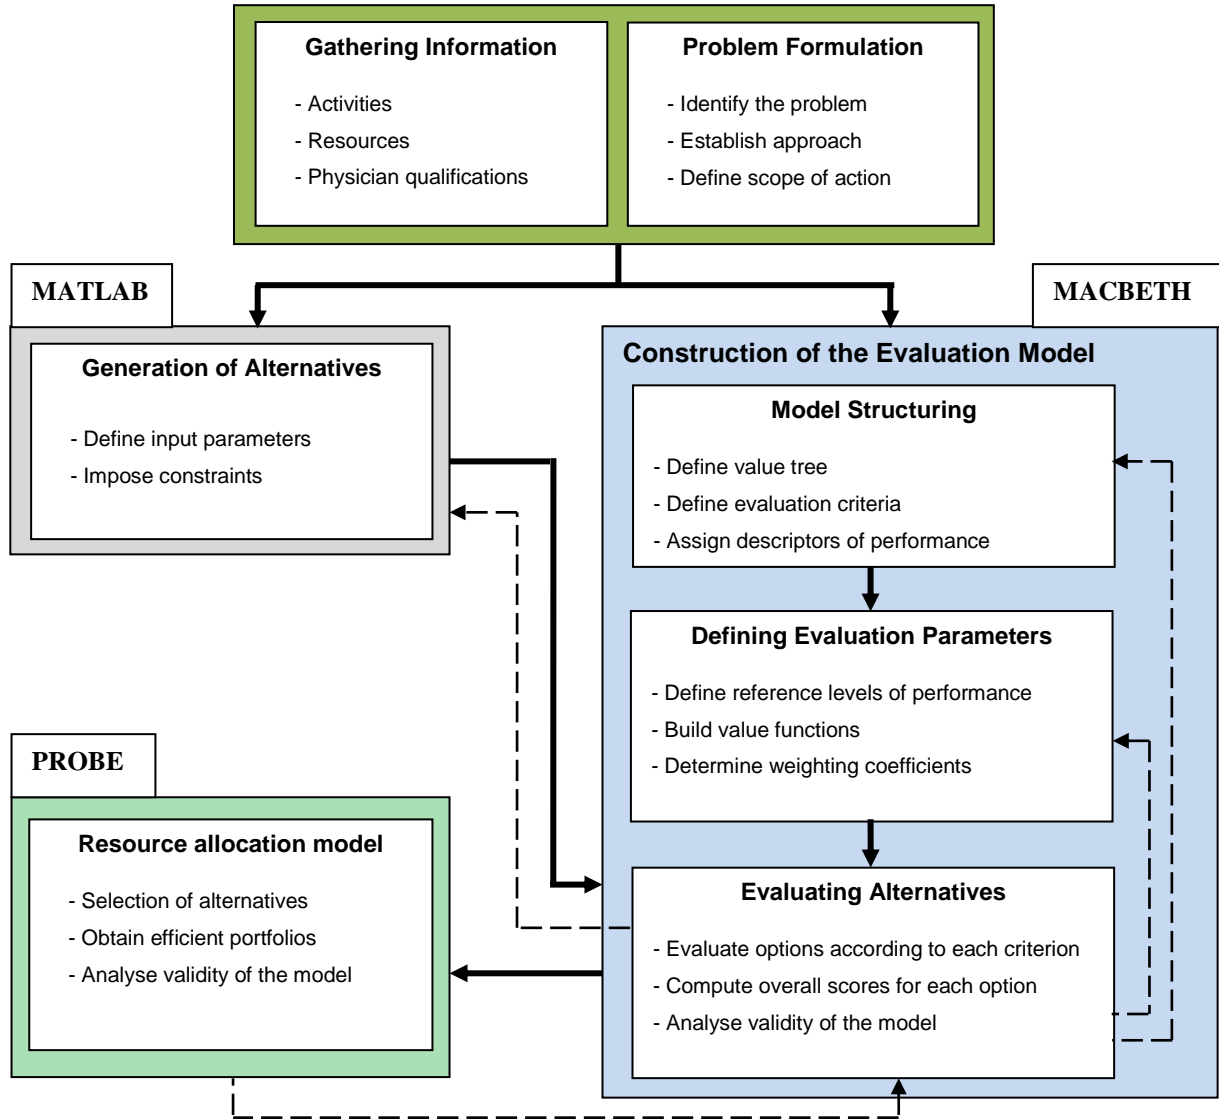 Gathering Information
- Activities
- Resources
- Physician qualifications
Problem Formulation
- Identify the problem
- Establish approach
- Define scope of action
MATLAB
Generation of Alternatives
- Define input parameters
- Impose constraints
MACBETH
Construction of the Evaluation Model
Model Structuring
- Define value tree
- Define evaluation criteria
- Assign descriptors of performance
Defining Evaluation Parameters
- Define reference levels of performance
- Build value functions
- Determine weighting coefficients
Evaluating Alternatives
- Evaluate options according to each criterion
- Compute overall scores for each option
- Analyse validity of the model
PROBE
Resource allocation model
- Selection of alternatives
- Obtain efficient portfolios
- Analyse validity of the model